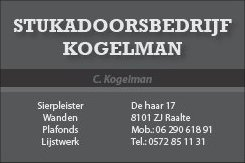 STUKADOORSBEDRIJF
KOGELMAN
C. Kogelman
Sierpleister De haar 17
Wanden 8101 ZJ Raalte
Plafonds Mob.: 06 290 618 91
Lijstwerk Tel.: 0572 85 11 31